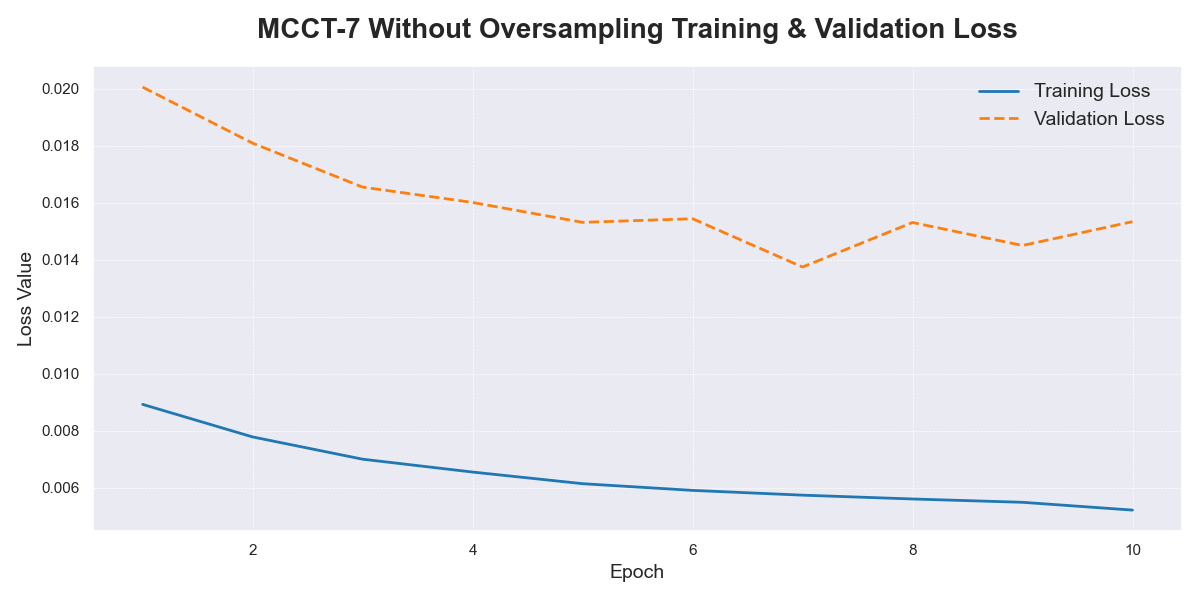 MCCT-7 Without Oversampling Training & Validation Loss
Training Loss
Validation Loss
Loss Value
0.020
0.018
0.016
0.014
0.012
0.010
0.008
0.006
2
4
6
8
10
Epoch